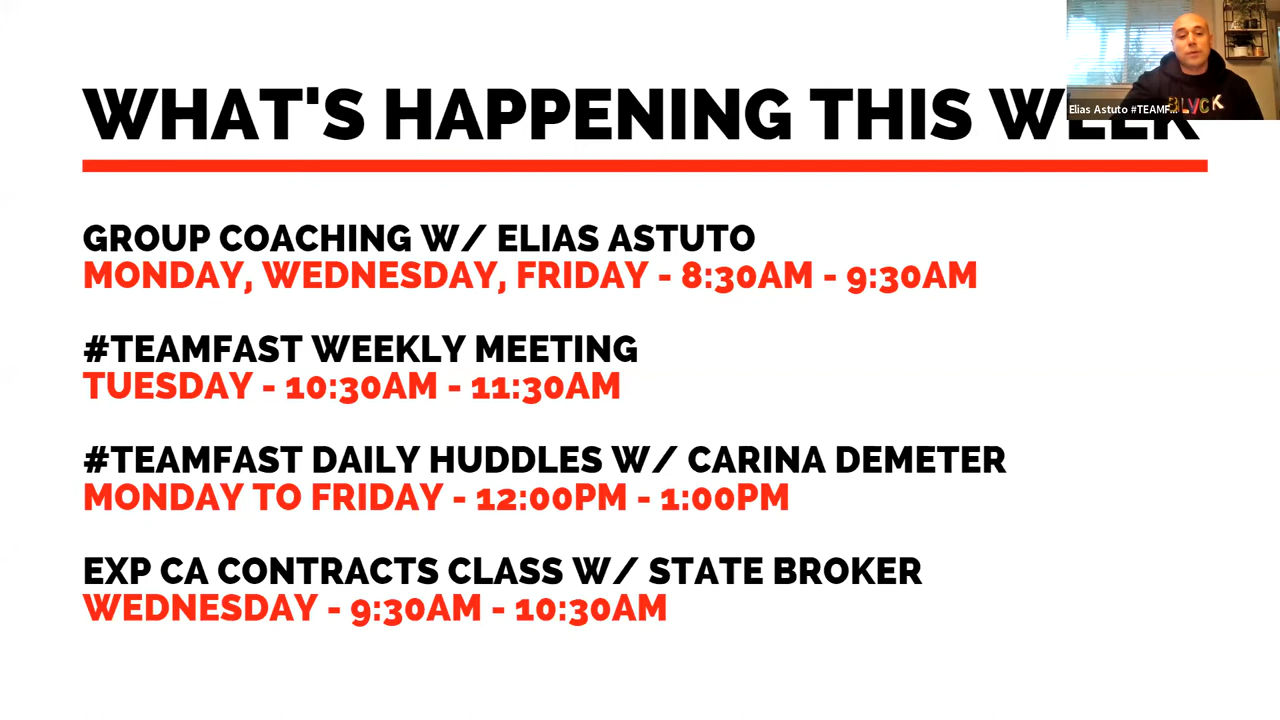 WHAT'S HAPPENING THIS WEEK
Elias Astuto #TEAMF...
BLVCK
GROUP COACHING W/ ELIAS ASTUTO
MONDAY, WEDNESDAY, FRIDAY - 8:30AM - 9:30AM
#TEAMFAST WEEKLY MEETING
TUESDAY - 10:30AM - 11:30AM
#TEAMFAST DAILY HUDDLES W/ CARINA DEMETER
MONDAY TO FRIDAY - 12:00PM - 1:00PM
EXP CA CONTRACTS CLASS W/ STATE BROKER
WEDNESDAY - 9:30AM - 10:30AM